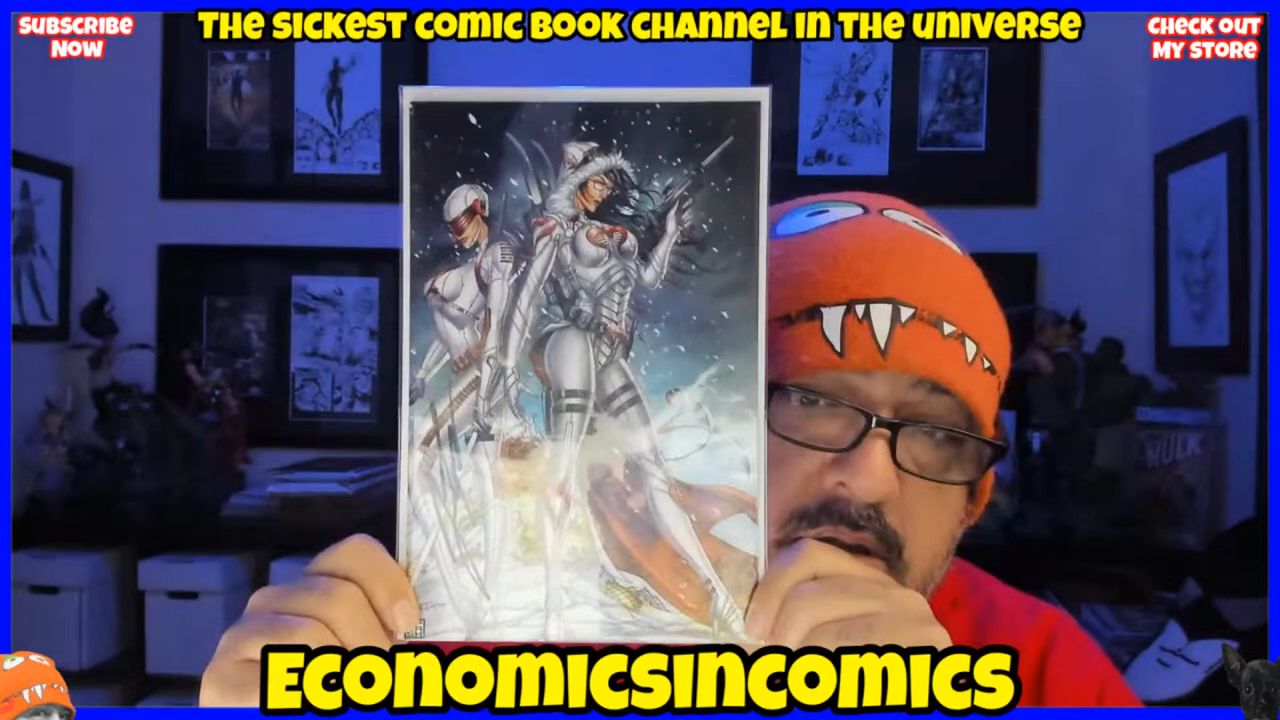 SUBSCRIBE
NOW
THE SICKEST COMIC BOOK CHANNEL IN THE UNIVERSE
CHECK OUT
MY STORE
HULK
ECONOMICSINCOMICS